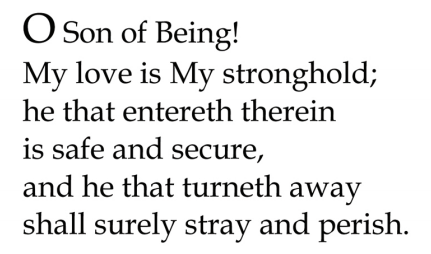 O Son of Being!
My love is My stronghold;
he that entereth therein
is safe and secure,
and he that turneth away
shall surely stray and perish.